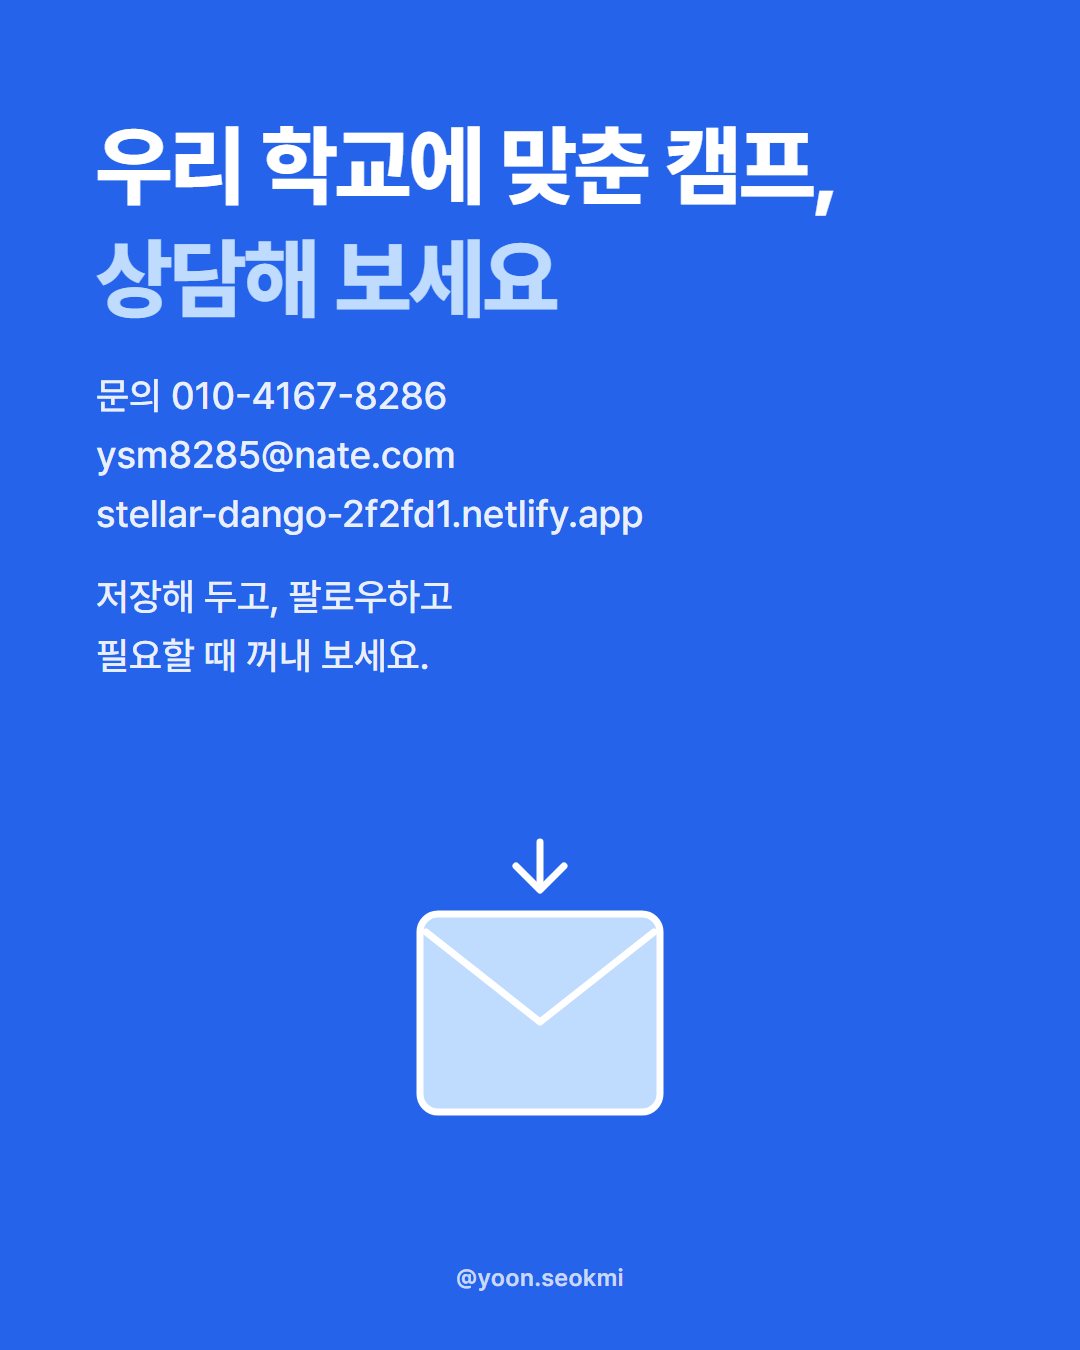 우리 학교에 맞춘 캠프,
상담해 보세요
문의 010-4167-8286
ysm8285@nate.com
stellar-dango-2f2fd1.netlify.app
저장해 두고, 팔로우하고
필요할 때 꺼내 보세요.
@yoon.seokmi